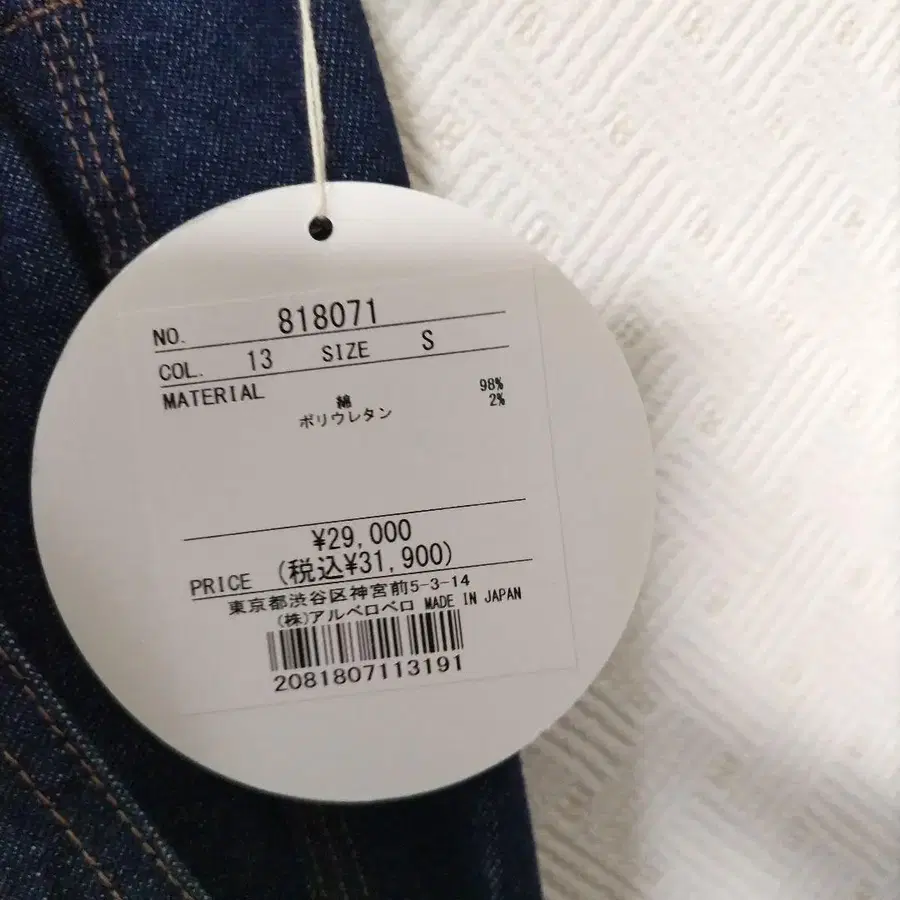 NO. 818071
COL. 13 SIZE S
MATERIAL
綿 98%
ポリウレタン 2%
¥29,000
PRICE (税込¥31,900)
東京都渋谷区神宮前5-3-14
(株)アルベロベロ MADE IN JAPAN
2081807113191